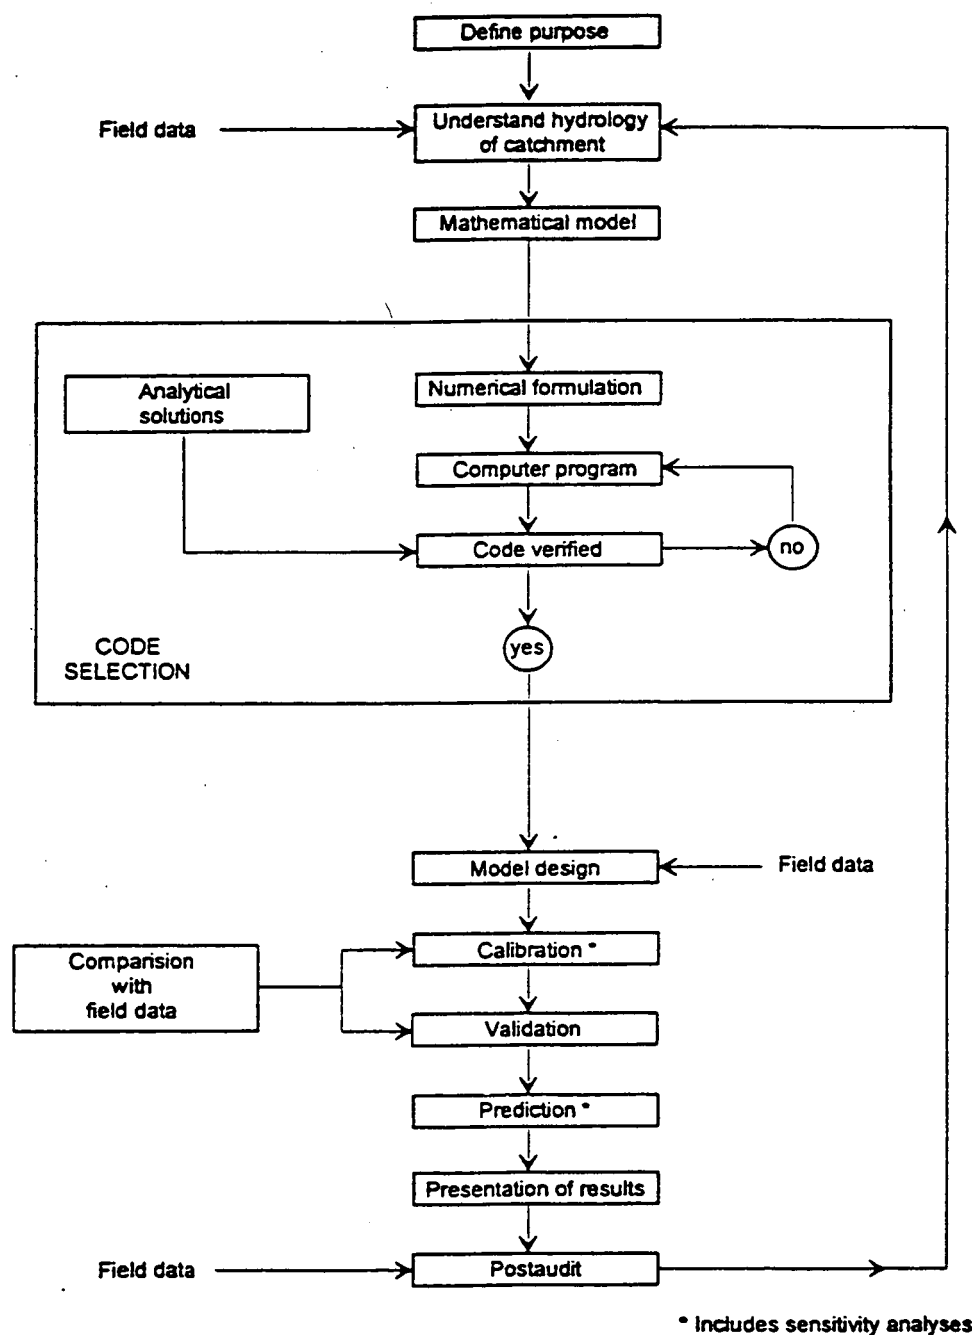 Define purpose
Field data
Understand hydrology
of catchment
Mathematical model
Analytical
solutions
Numerical formulation
Computer program
Code verified
no
yes
CODE
SELECTION
Model design
Field data
Calibration *
Comparision
with
field data
Validation
Prediction *
Presentation of results
Field data
Postaudit
* Includes sensitivity analyses